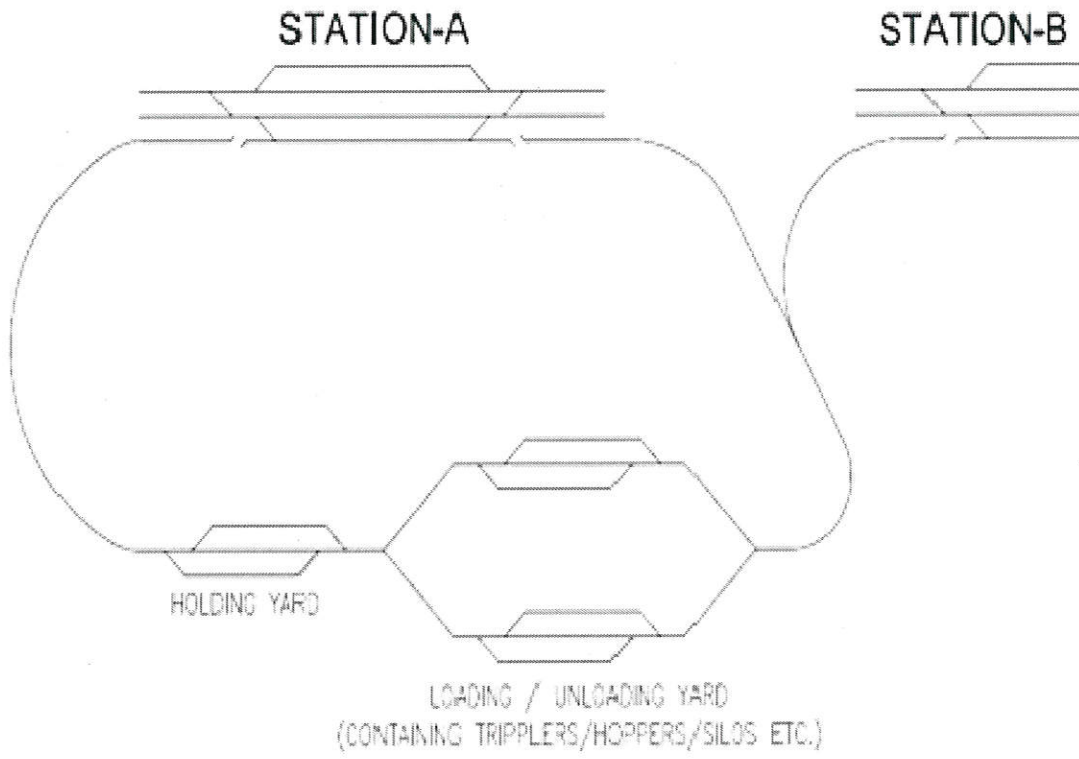 STATION-A
STATION-B
HOLDING YARD
LOADING / UNLOADING YARD
(CONTAINING TRIPPLERS/HOPPERS/SILOS ETC.)